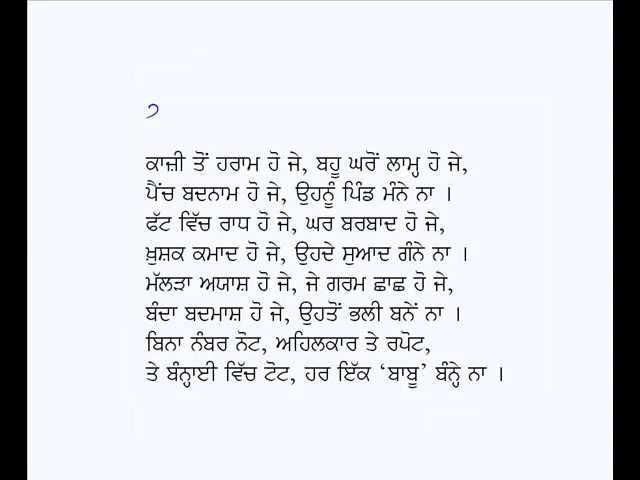 ੭
ਕਾਜ਼ੀ ਤੋਂ ਹਰਾਮ ਹੋ ਜੇ, ਬਹੂ ਘਰੋਂ ਲਾਮ੍ਹ ਹੋ ਜੇ,
ਪੈਂਚ ਬਦਨਾਮ ਹੋ ਜੇ, ਉਹਨੂੰ ਪਿੰਡ ਮੰਨੇ ਨਾ ।
ਫੱਟ ਵਿੱਚ ਰਾਧ ਹੋ ਜੇ, ਘਰ ਬਰਬਾਦ ਹੋ ਜੇ,
ਖ਼ੁਸ਼ਕ ਕਮਾਦ ਹੋ ਜੇ, ਉਹਦੇ ਸੁਆਦ ਗੰਨੇ ਨਾ ।
ਮੱਲੜਾ ਅਯਾਸ਼ ਹੋ ਜੇ, ਜੇ ਗਰਮ ਛਾਛ ਹੋ ਜੇ,
ਬੰਦਾ ਬਦਮਾਸ਼ ਹੋ ਜੇ, ਉਹਤੋਂ ਭਲੀ ਬਨੇਂ ਨਾ ।
ਬਿਨਾ ਨੰਬਰ ਨੋਟ, ਅਹਿਲਕਾਰ ਤੇ ਰਪੋਟ,
ਤੇ ਬੰਨ੍ਹਾਈ ਵਿੱਚ ਟੋਟ, ਹਰ ਇੱਕ ‘ਬਾਬੂ’ ਬੰਨ੍ਹੇ ਨਾ ।